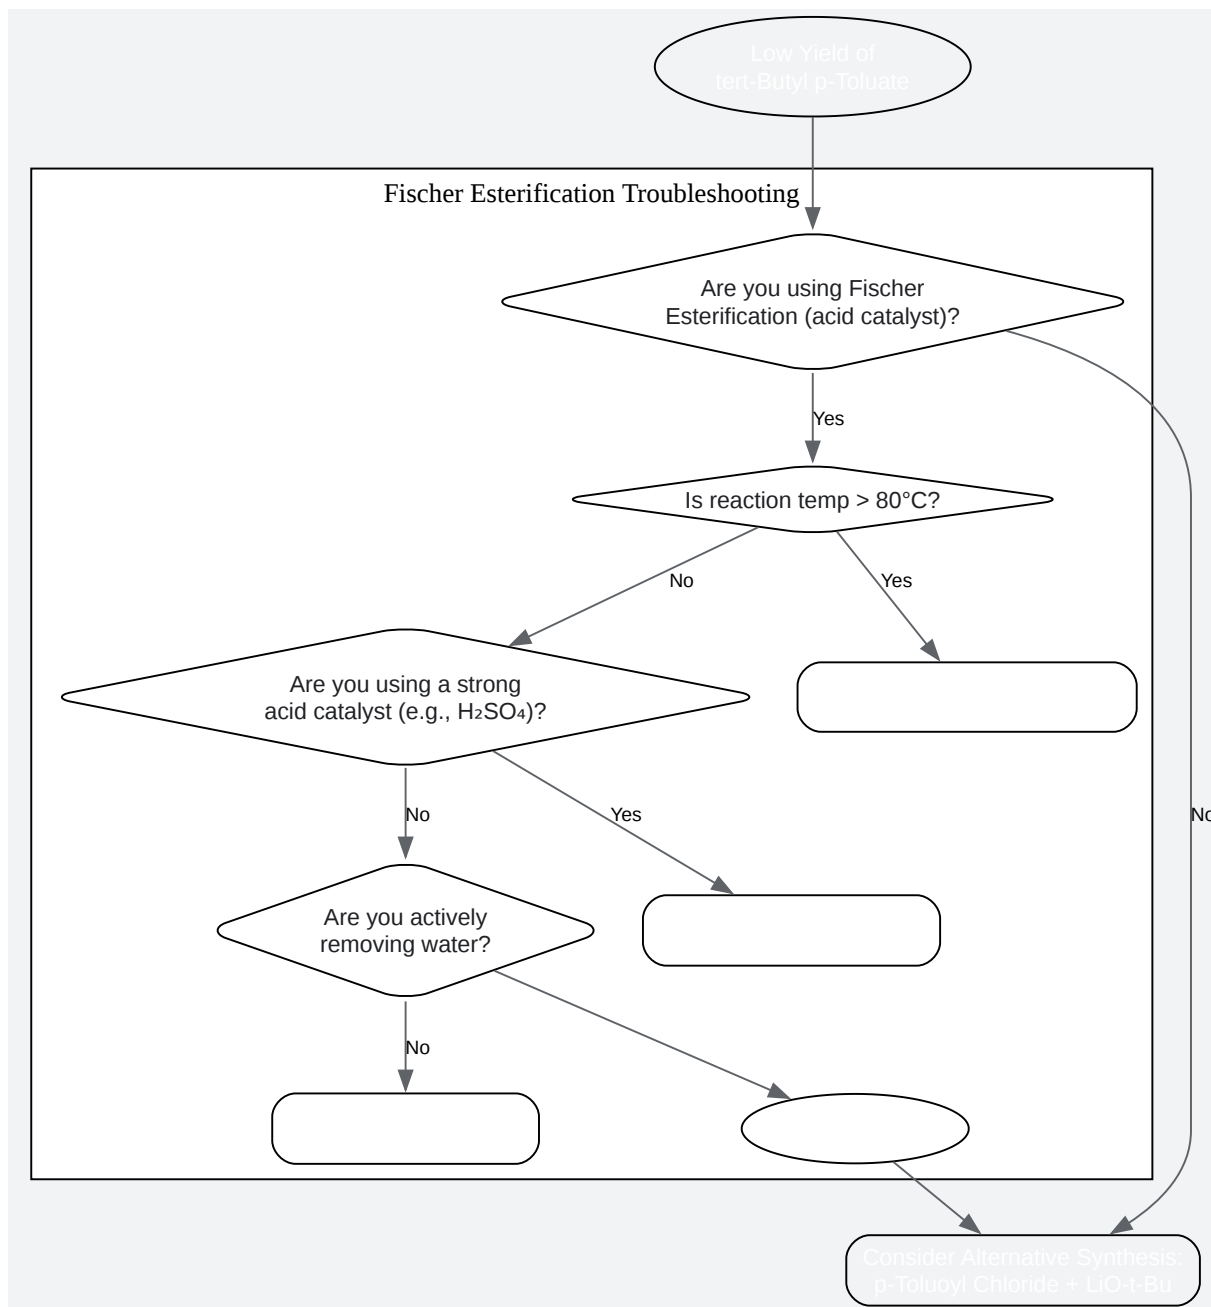 Low Yield of
tert-Butyl p-Toluate
Fischer Esterification Troubleshooting
Are you using Fischer
Esterification (acid catalyst)?
Yes
Is reaction temp > 80°C?
No
Yes
Are you using a strong
acid catalyst (e.g., H₂SO₄)?
No
Yes
No
Are you actively
removing water?
No
Consider Alternative Synthesis:
p-Toluoyl Chloride + LiO-t-Bu